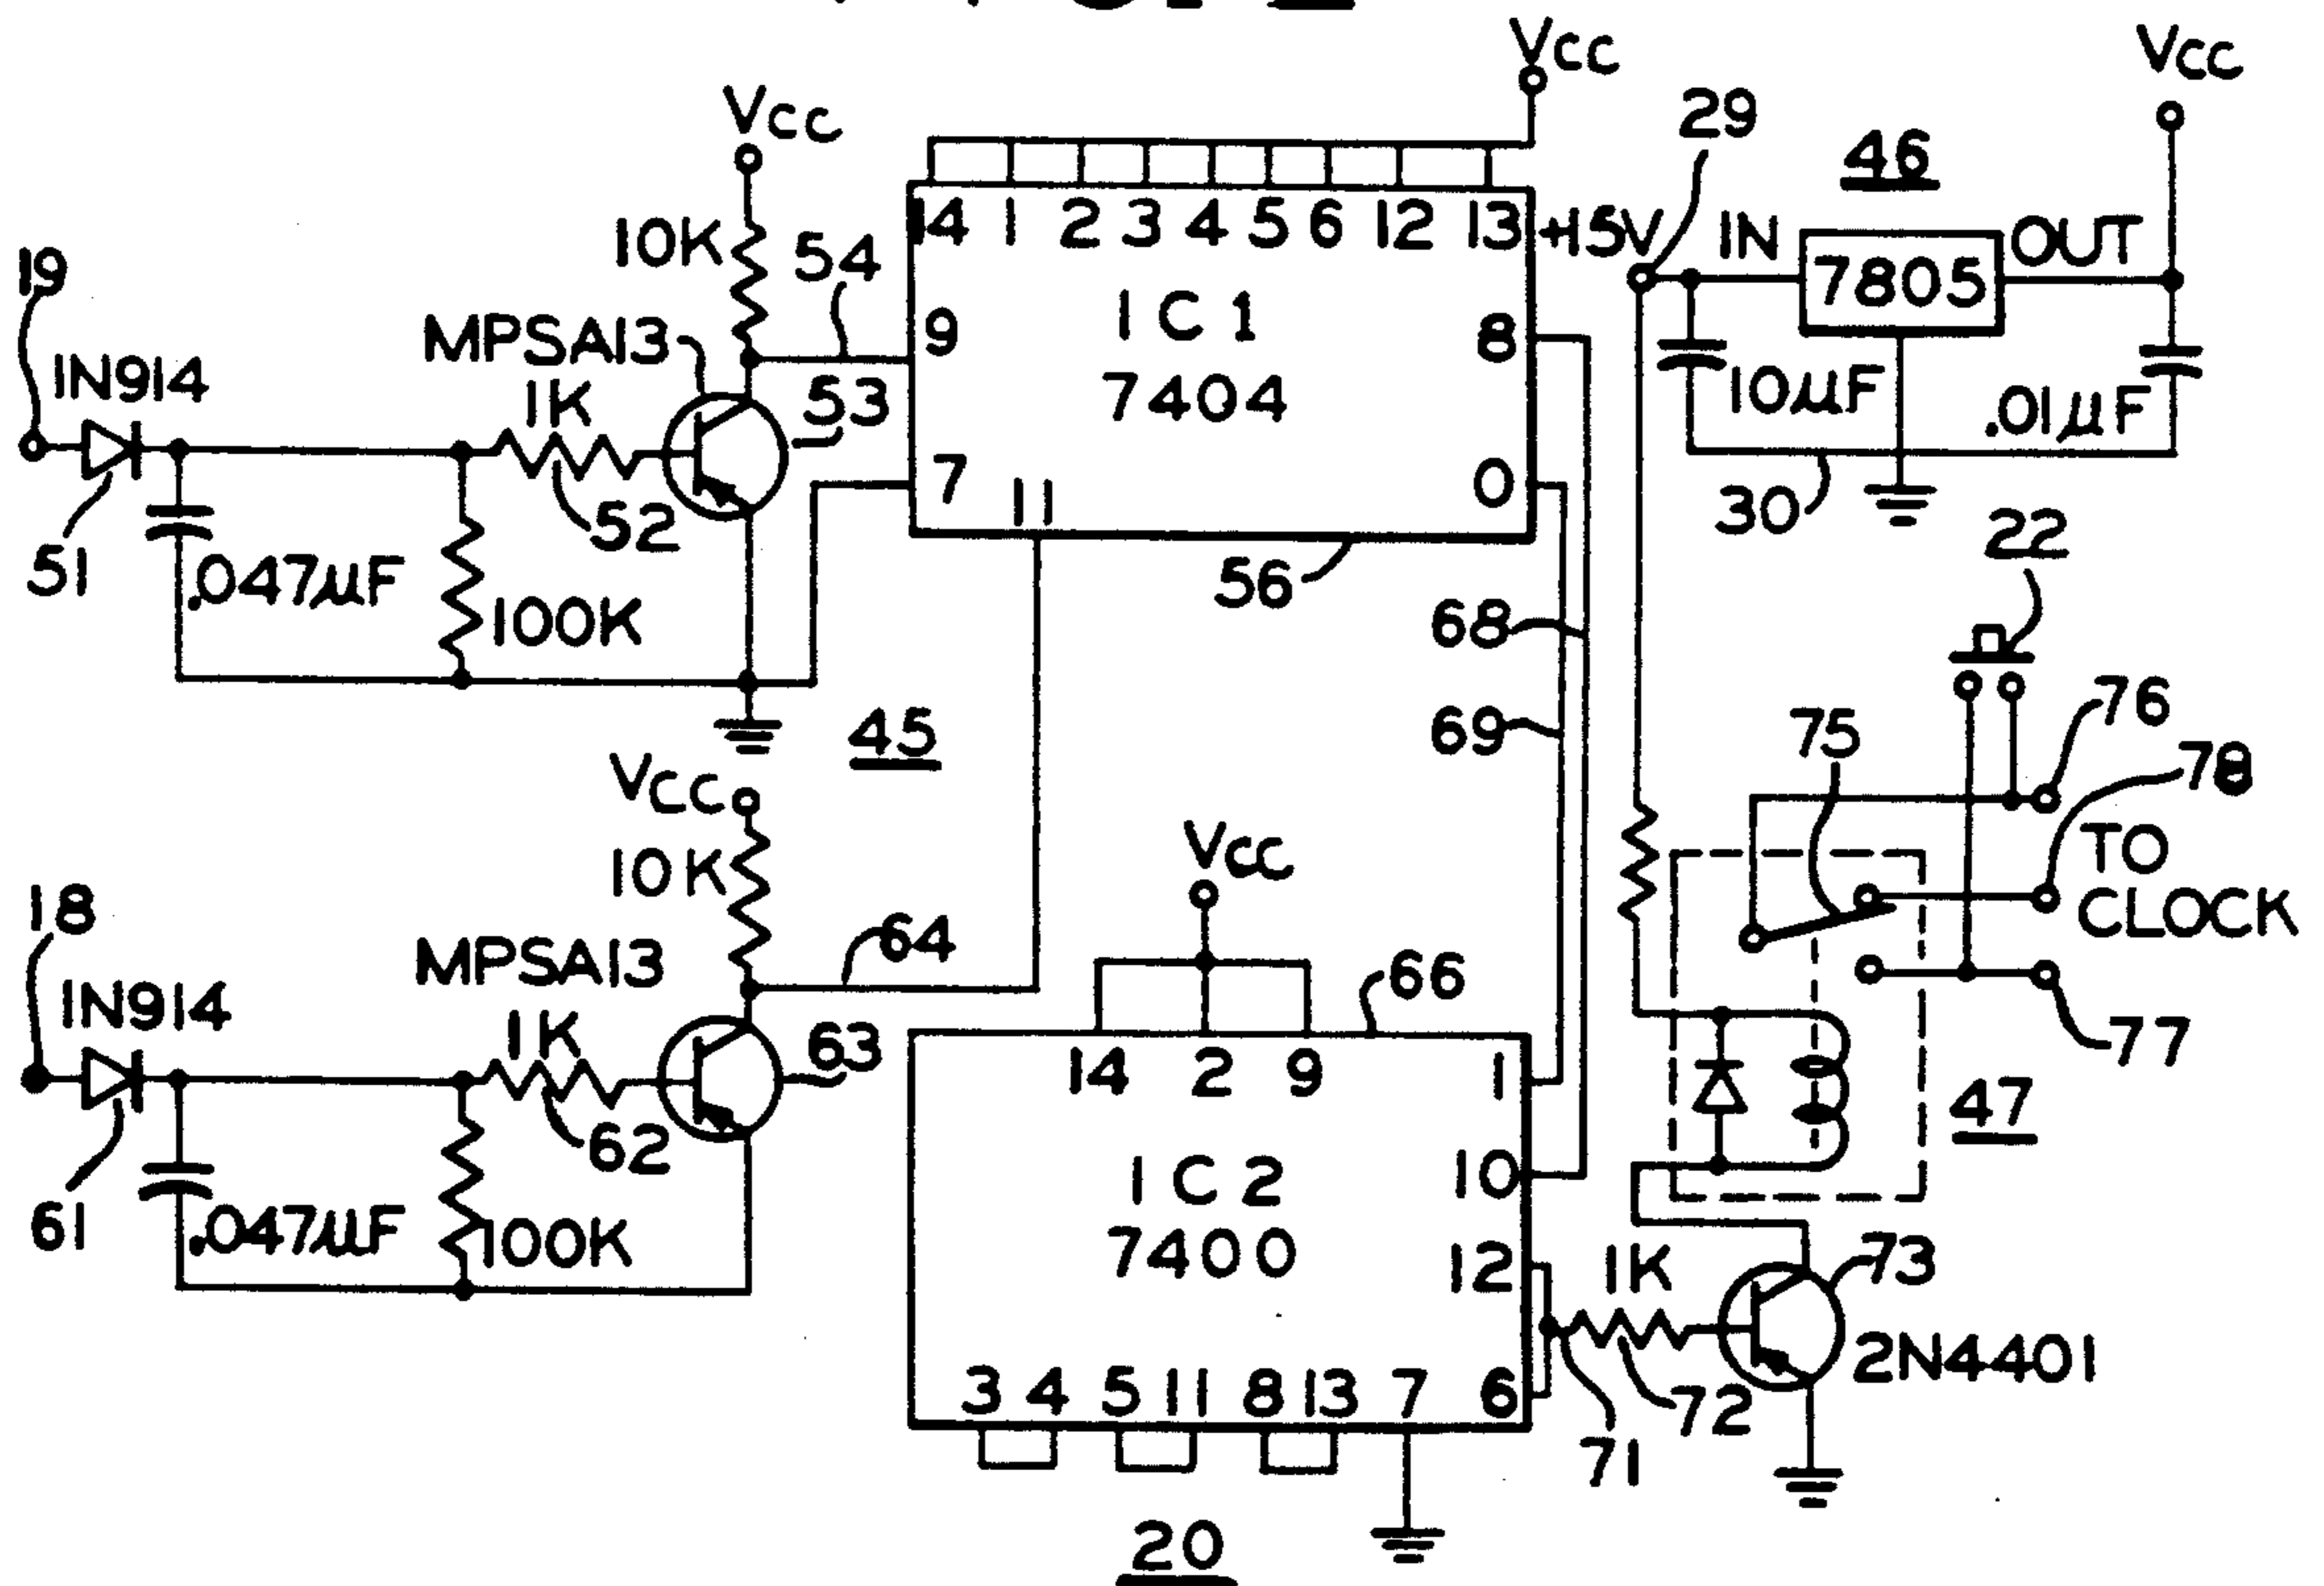 Vcc
Vcc
Vcc
29
46
14 1 2 3 4 5 6 12 13
+15V
IN
7805
OUT
10K
54
19
IN914
MPSA13
1K
53
9
IC1
7404
8
10µF
.01µF
7
11
0
30
22
51
.047µF
52
100K
56
68
69
45
75
76
78
Vcc
10K
Vcc
TO
CLOCK
18
MPSA13
64
66
IN914
1K
63
14 2 9 1
77
47
61
.047µF
62
100K
IC2
7400
10
12
1K
73
2N4401
3 4 5 11 8 13 7 6
72
71
20